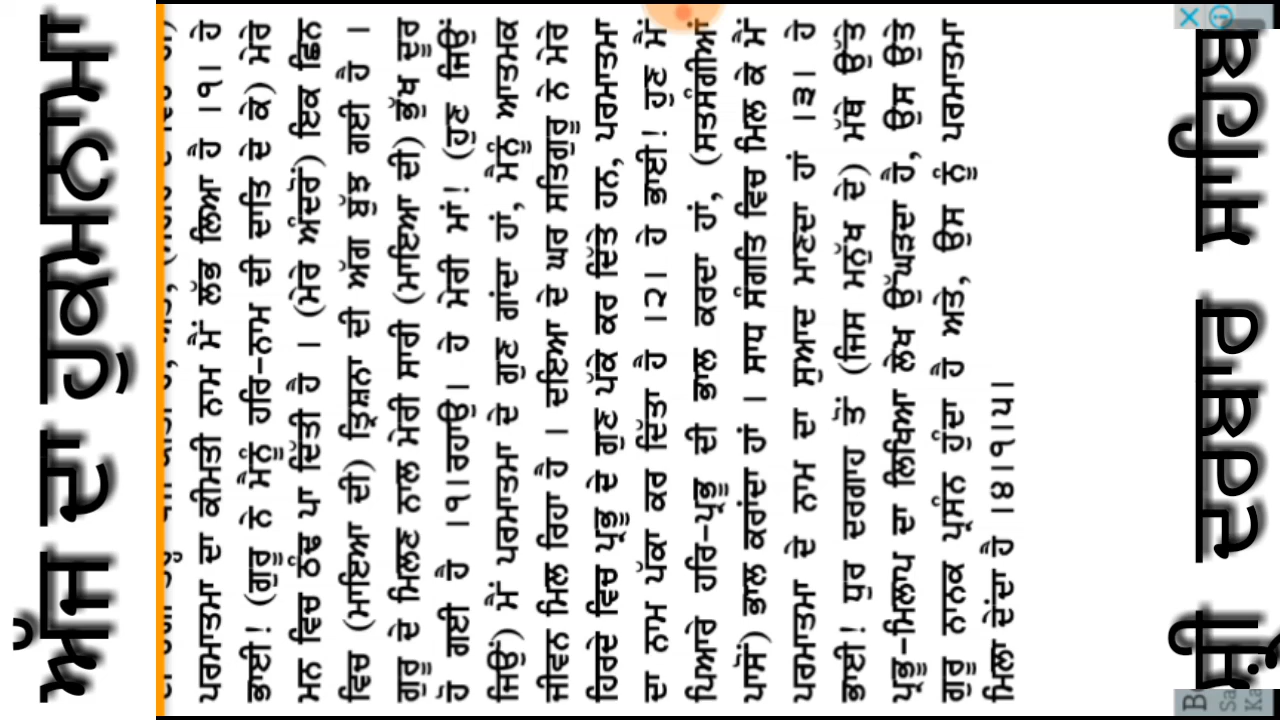 ਅੱਜ ਦਾ ਹੁਕਮਨਾਮਾ
ਪਰਮਾਤਮਾ ਦਾ ਕੀਮਤੀ ਨਾਮ ਮੈਂ ਲੱਭ ਲਿਆ ਹੈ ।੧। ਹੇ
ਭਾਈ! (ਗੁਰੂ ਨੇ ਮੈਨੂੰ ਹਰਿ-ਨਾਮ ਦੀ ਦਾਤਿ ਦੇ ਕੇ) ਮੇਰੇ
ਮਨ ਵਿਚ ਠੰਢ ਪਾ ਦਿੱਤੀ ਹੈ । (ਮੇਰੇ ਅੰਦਰੋਂ) ਇਕ ਛਿਨ
ਵਿਚ (ਮਾਇਆ ਦੀ) ਤ੍ਰਿਸ਼ਨਾ ਦੀ ਅੱਗ ਬੁੱਝ ਗਈ ਹੈ ।
ਗੁਰੂ ਦੇ ਮਿਲਣ ਨਾਲ ਮੇਰੀ ਸਾਰੀ (ਮਾਇਆ ਦੀ) ਭੁੱਖ ਦੂਰ
ਹੋ ਗਈ ਹੈ ।੧।ਰਹਾਉ। ਹੇ ਮੇਰੀ ਮਾਂ! (ਹੁਣ ਜਿਉਂ
ਜਿਉਂ) ਮੈਂ ਪਰਮਾਤਮਾ ਦੇ ਗੁਣ ਗਾਂਦਾ ਹਾਂ, ਮੈਨੂੰ ਆਤਮਕ
ਜੀਵਨ ਮਿਲ ਰਿਹਾ ਹੈ । ਦਇਆ ਦੇ ਘਰ ਸਤਿਗੁਰੂ ਨੇ ਮੇਰੇ
ਹਿਰਦੇ ਵਿਚ ਪ੍ਰਭੂ ਦੇ ਗੁਣ ਪੱਕੇ ਕਰ ਦਿੱਤੇ ਹਨ, ਪਰਮਾਤਮਾ
ਦਾ ਨਾਮ ਪੱਕਾ ਕਰ ਦਿੱਤਾ ਹੈ ।੨। ਹੇ ਭਾਈ! ਹੁਣ ਮੈਂ
ਪਿਆਰੇ ਹਰਿ-ਪ੍ਰਭੂ ਦੀ ਭਾਲ ਕਰਦਾ ਹਾਂ, (ਸਤਸੰਗੀਆਂ
ਪਾਸੋਂ) ਭਾਲ ਕਰਾਂਦਾ ਹਾਂ । ਸਾਧ ਸੰਗਤਿ ਵਿਚ ਮਿਲ ਕੇ ਮੈਂ
ਪਰਮਾਤਮਾ ਦੇ ਨਾਮ ਦਾ ਸੁਆਦ ਮਾਣਦਾ ਹਾਂ ।੩। ਹੇ
ਭਾਈ! ਧੁਰ ਦਰਗਾਹ ਤੋਂ (ਜਿਸ ਮਨੁੱਖ ਦੇ) ਮੱਥੇ ਉੱਤੇ
ਪ੍ਰਭੂ-ਮਿਲਾਪ ਦਾ ਲਿਖਿਆ ਲੇਖ ਉੱਘੜਦਾ ਹੈ, ਉਸ ਉਤੇ
ਗੁਰੂ ਨਾਨਕ ਪ੍ਰਸੰਨ ਹੁੰਦਾ ਹੈ ਅਤੇ, ਉਸ ਨੂੰ ਪਰਮਾਤਮਾ
ਮਿਲਾ ਦੇਂਦਾ ਹੈ ।੪।੧।੫।
ਸ੍ਰੀ ਦਰਬਾਰ ਸਾਹਿਬ